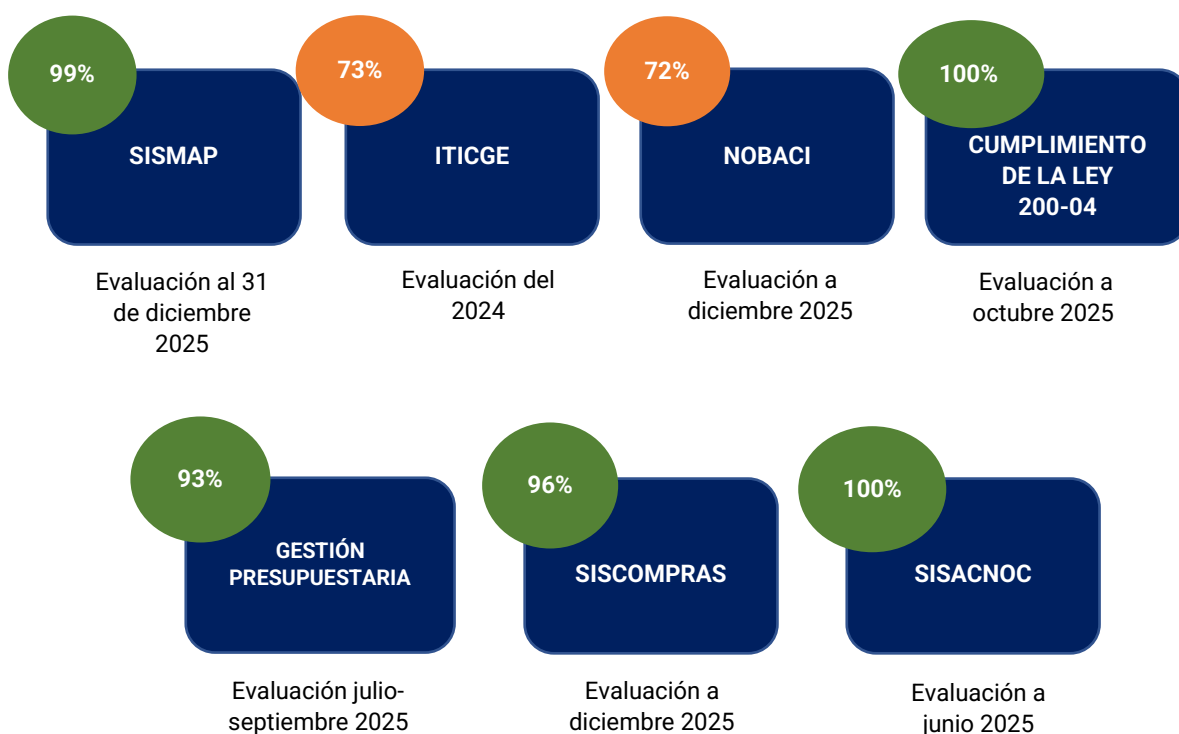 99%
SISMAP
Evaluación al 31
de diciembre
2025
73%
ITICGE
Evaluación del
2024
72%
NOBACI
Evaluación a
diciembre 2025
100%
CUMPLIMIENTO
DE LA LEY
200-04
Evaluación a
octubre 2025
93%
GESTIÓN
PRESUPUESTARIA
Evaluación julio-
septiembre 2025
96%
SISCOMPRAS
Evaluación a
diciembre 2025
100%
SISACNOC
Evaluación a
junio 2025